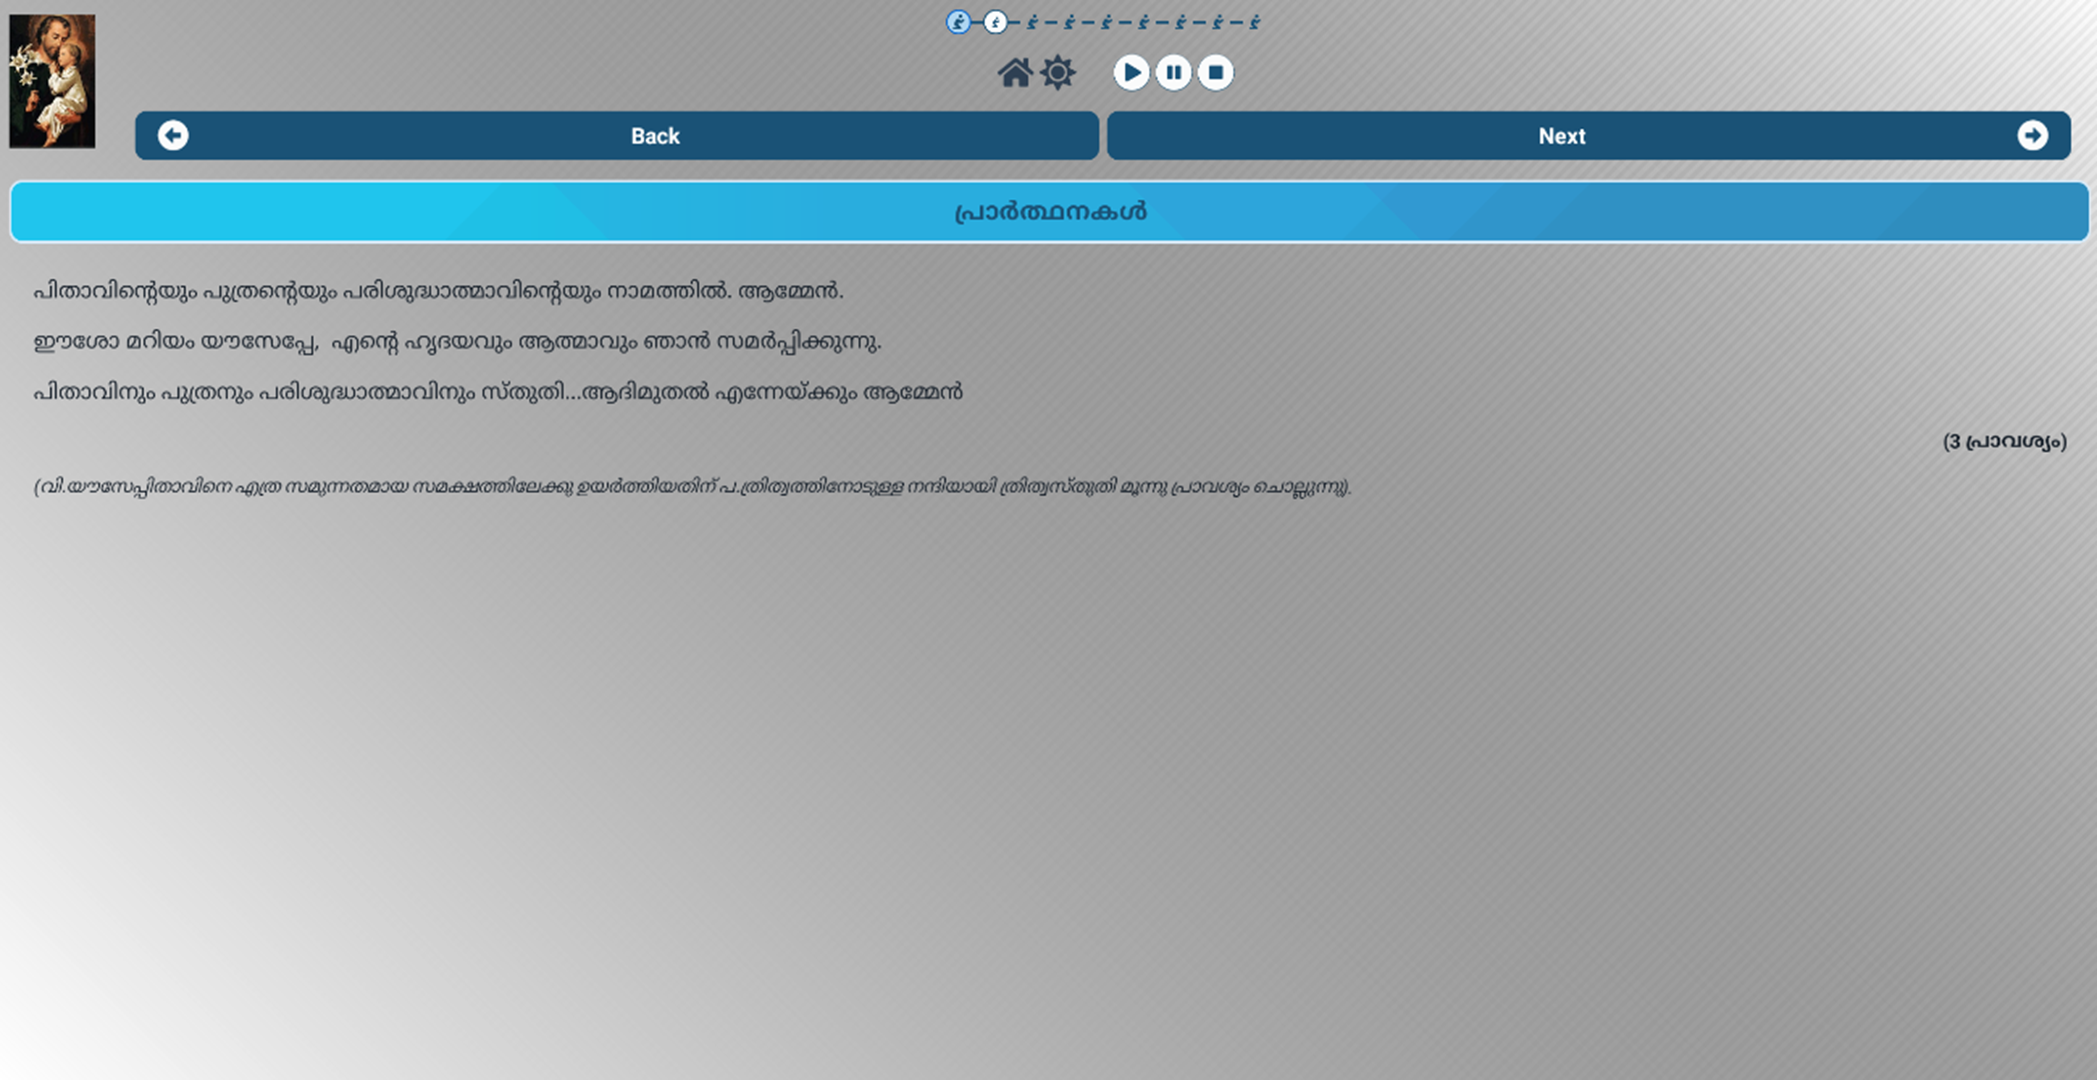 Back
Next
പ്രാർത്ഥനകൾ
പിതാവിന്റെയും പുത്രന്റെയും പരിശുദ്ധാത്മാവിന്റെയും നാമത്തിൽ. ആമ്മേൻ.
ഈശോ മറിയം യൗസേപ്പേ, എന്റെ ഹൃദയവും ആത്മാവും ഞാൻ സമർപ്പിക്കുന്നു.
പിതാവിനും പുത്രനും പരിശുദ്ധാത്മാവിനും സ്തുതി...ആദിമുതൽ എന്നേയ്ക്കും ആമ്മേൻ
(3 പ്രാവശ്യം)
(വി.യൗസേപ്പിതാവിനെ എത്ര സമുന്നതമായ സമക്ഷത്തിലേക്കു ഉയർത്തിയതിന് പ.ത്രിത്വത്തിനോടുള്ള നന്ദിയായി ത്രിത്വസ്തുതി മൂന്നു പ്രാവശ്യം ചൊല്ലുന്നു).